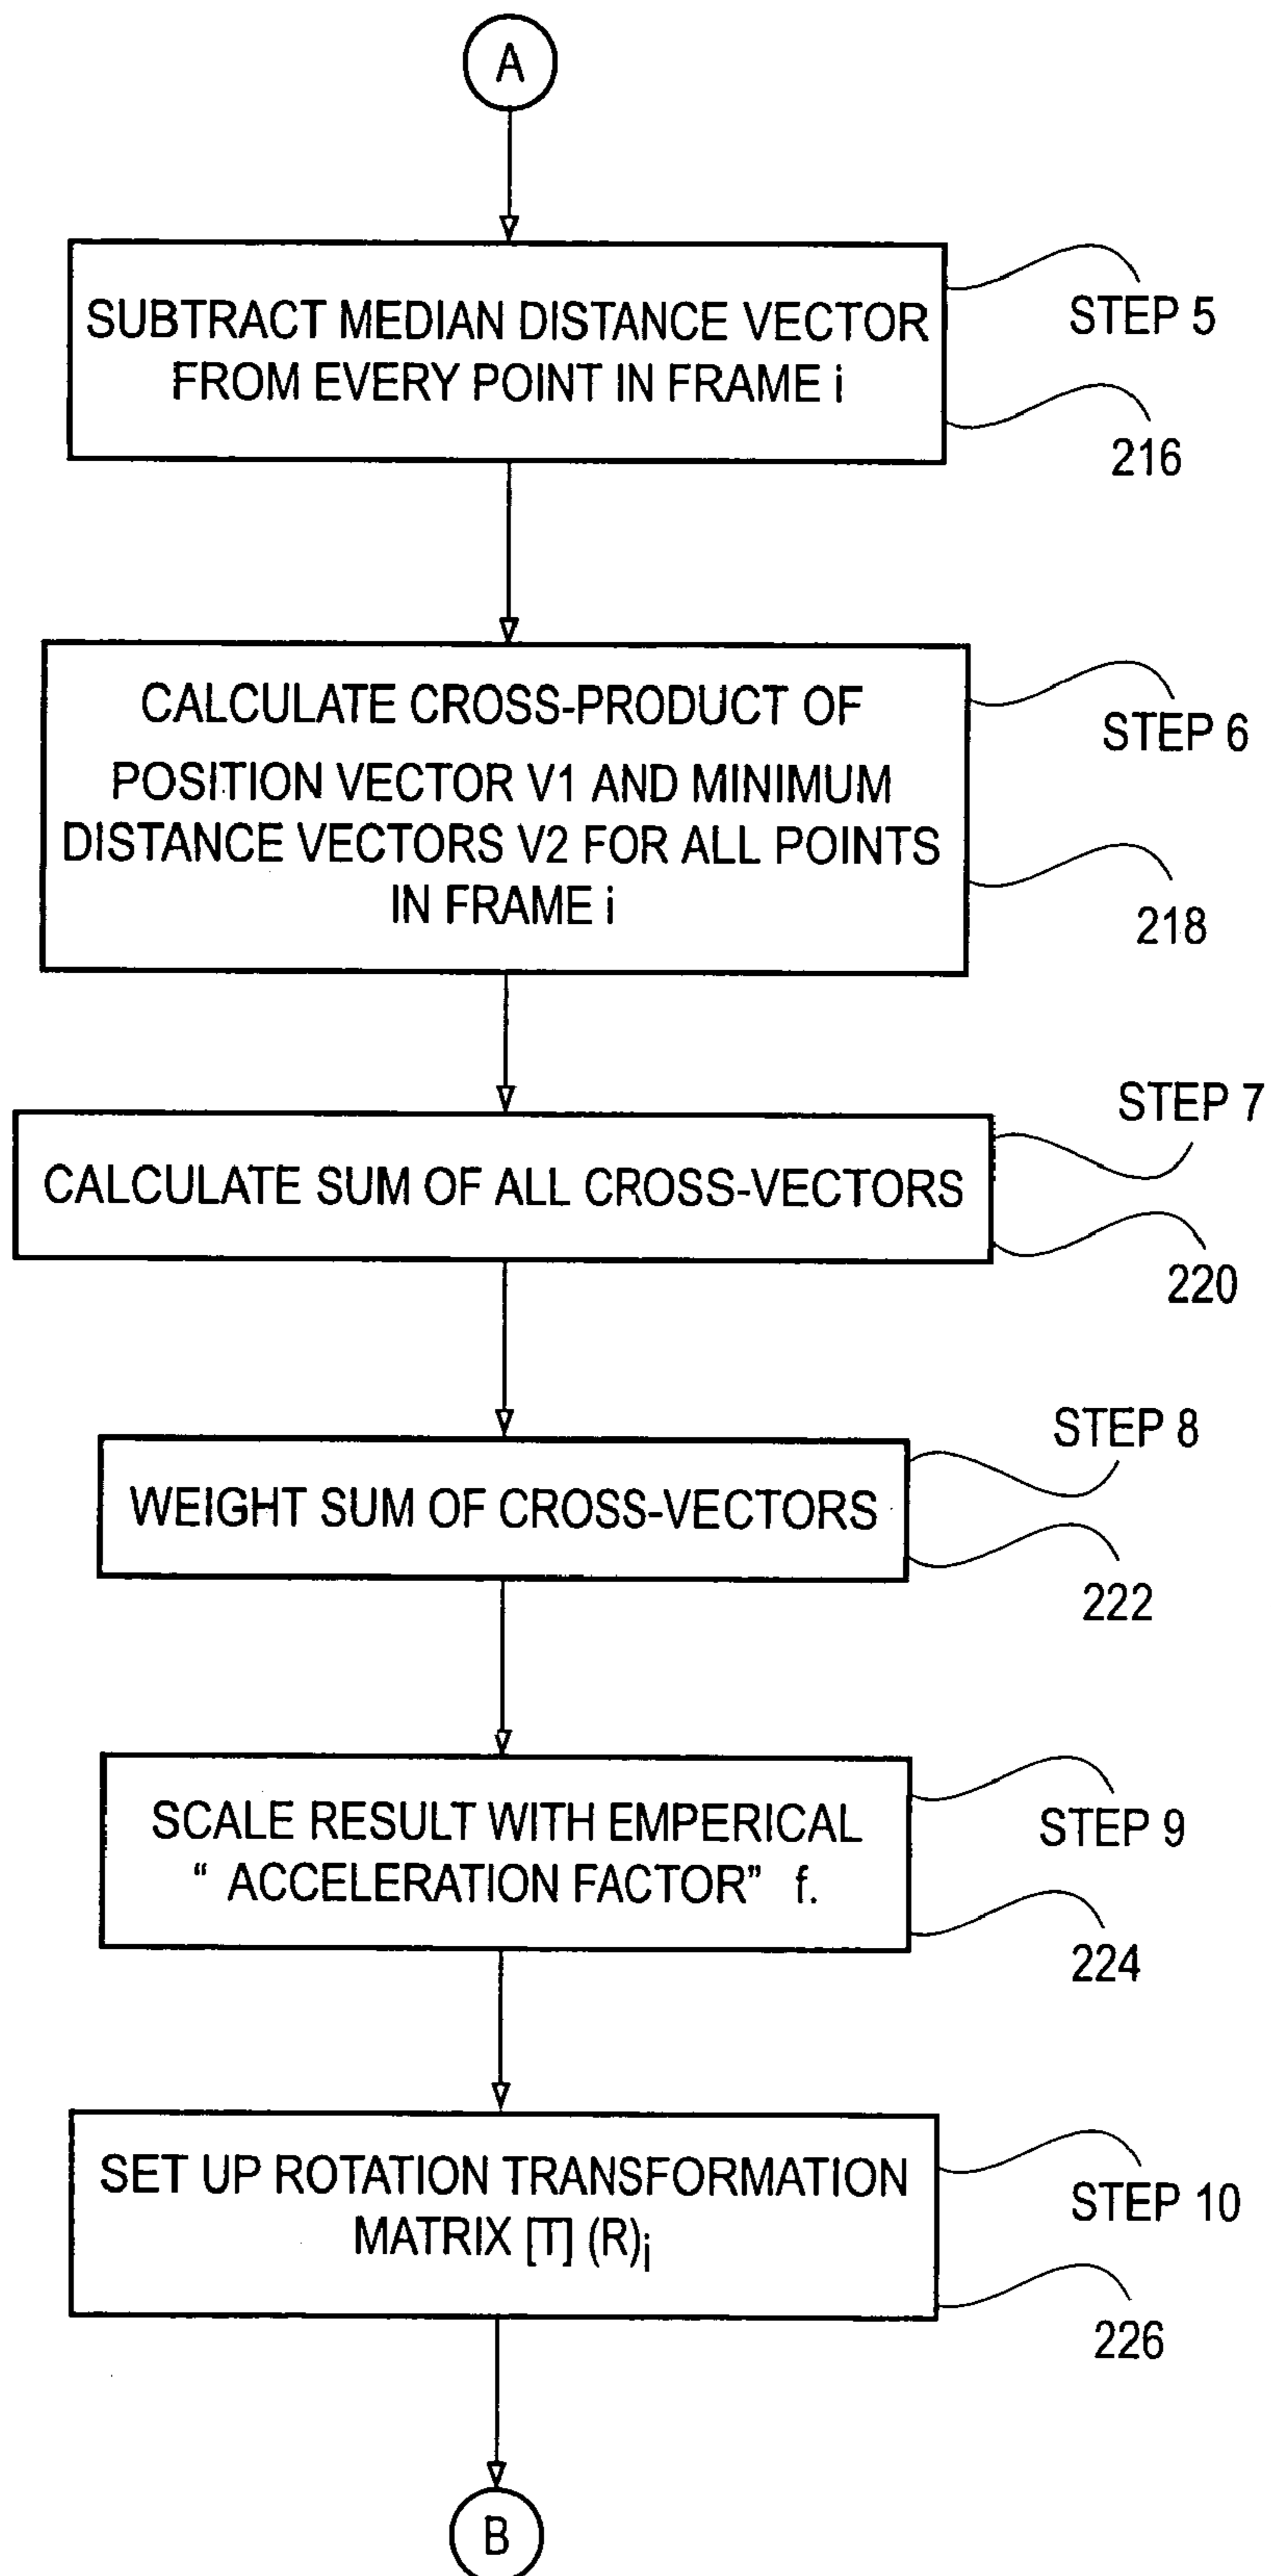 A
SUBTRACT MEDIAN DISTANCE VECTOR
FROM EVERY POINT IN FRAME i
STEP 5
216
CALCULATE CROSS-PRODUCT OF
POSITION VECTOR V1 AND MINIMUM
DISTANCE VECTORS V2 FOR ALL POINTS
IN FRAME i
STEP 6
218
CALCULATE SUM OF ALL CROSS-VECTORS
STEP 7
220
WEIGHT SUM OF CROSS-VECTORS
STEP 8
222
SCALE RESULT WITH EMPERICAL
“ ACCELERATION FACTOR” f.
STEP 9
224
SET UP ROTATION TRANSFORMATION
MATRIX [T] (R)i
STEP 10
226
B